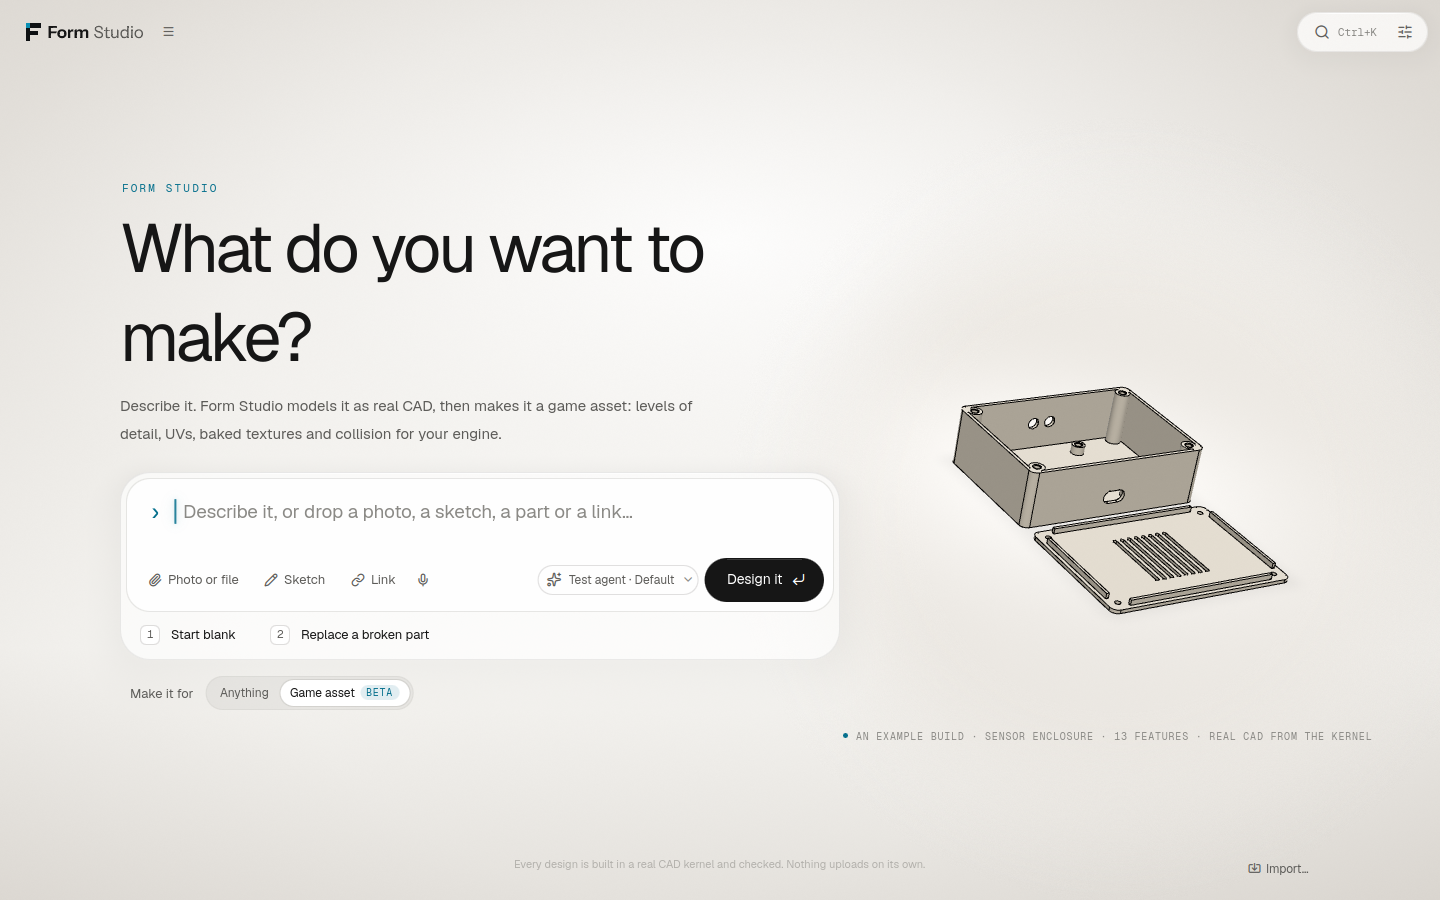 Form Studio
Ctrl+K
FORM STUDIO
What do you want to
make?
Describe it. Form Studio models it as real CAD, then makes it a game asset: levels of
detail, UVs, baked textures and collision for your engine.
Describe it, or drop a photo, a sketch, a part or a link…
Photo or file
Sketch
Link
Test agent · Default
Design it
1 Start blank
2 Replace a broken part
Make it for
Anything
Game asset BETA
AN EXAMPLE BUILD · SENSOR ENCLOSURE · 13 FEATURES · REAL CAD FROM THE KERNEL
Every design is built in a real CAD kernel and checked. Nothing uploads on its own.
Import…